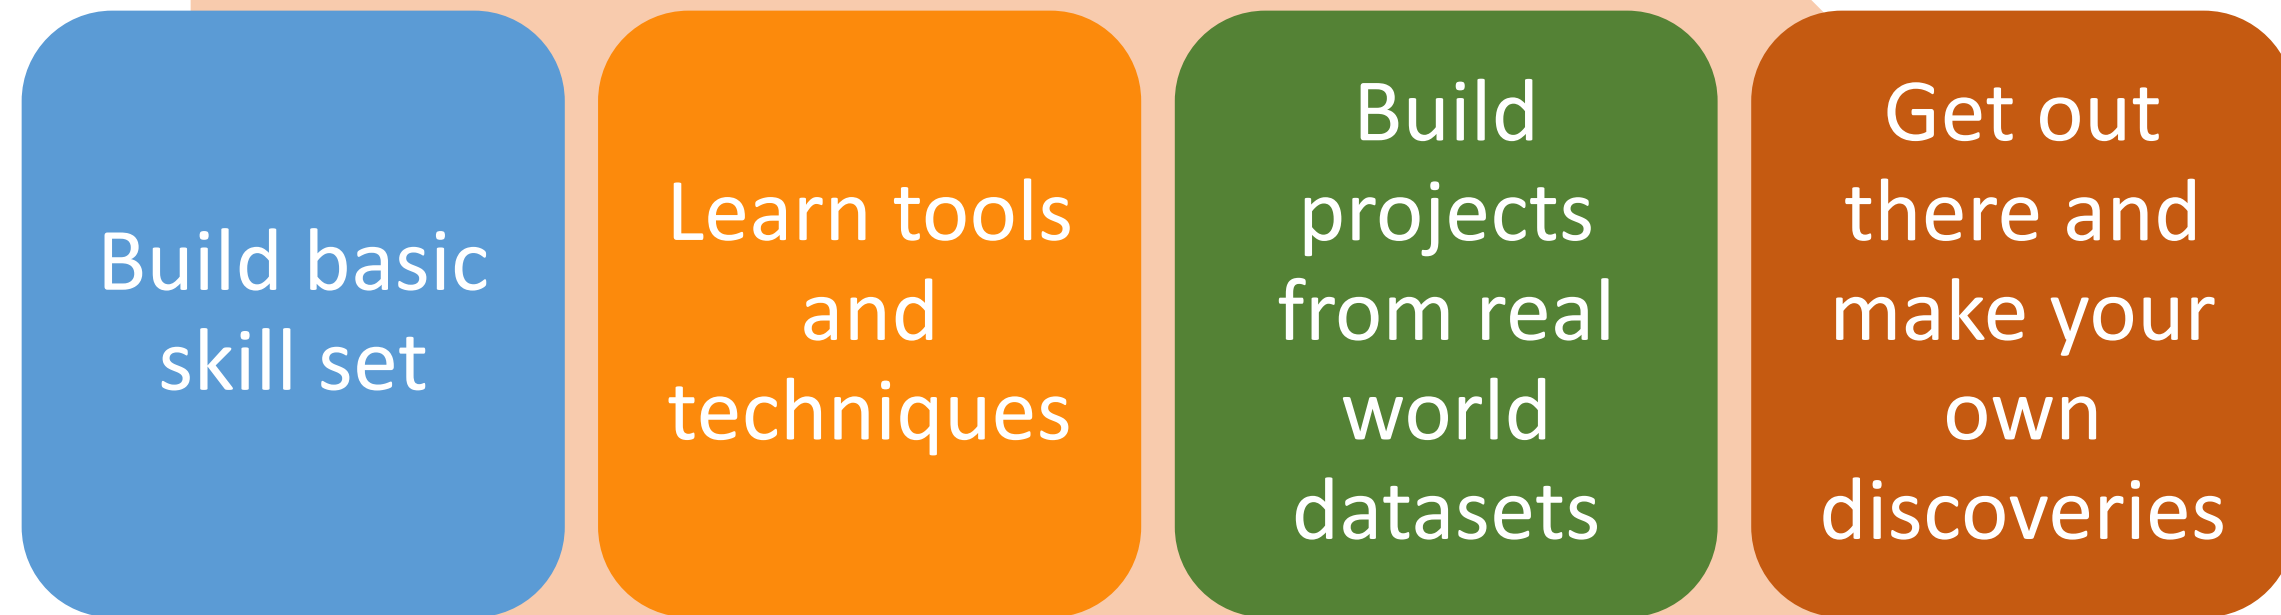 Build basic
skill set
Learn tools
and
techniques
Build
projects
from real
world
datasets
Get out
there and
make your
own
discoveries